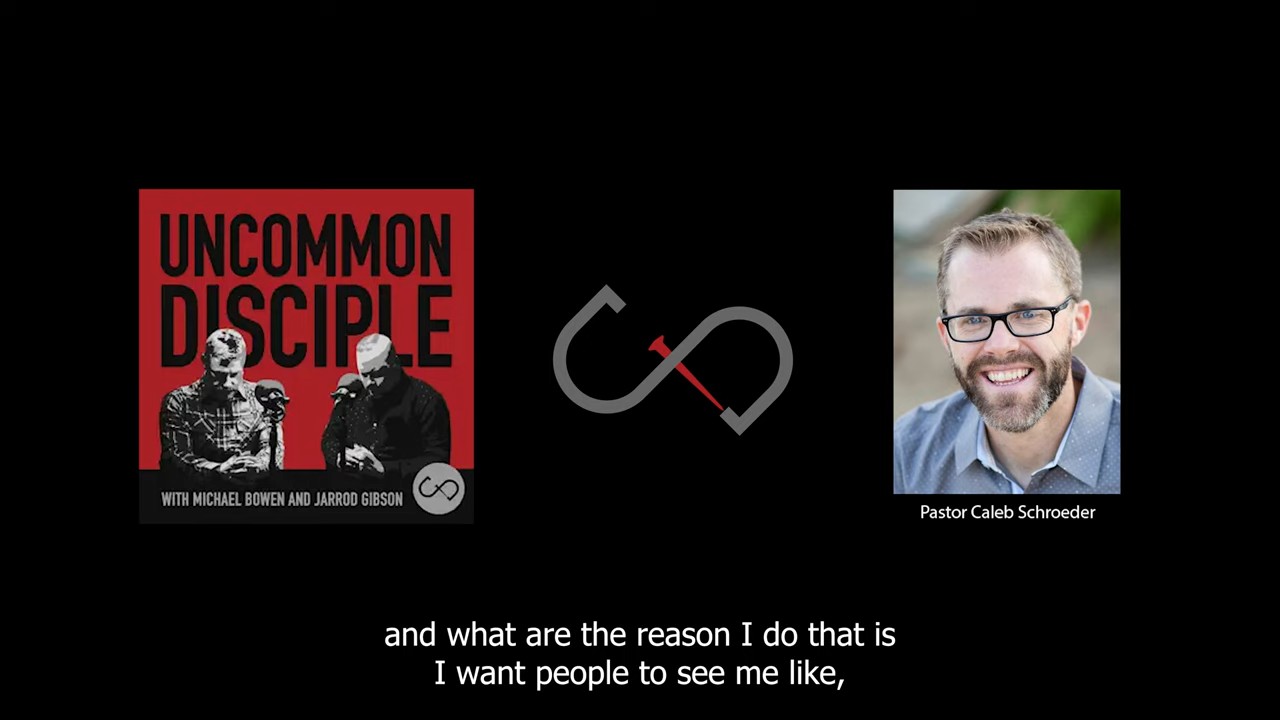 UNCOMMON
DISCIPLE
WITH MICHAEL BOWEN AND JARROD GIBSON
Pastor Caleb Schroeder
and what are the reason I do that is
I want people to see me like,